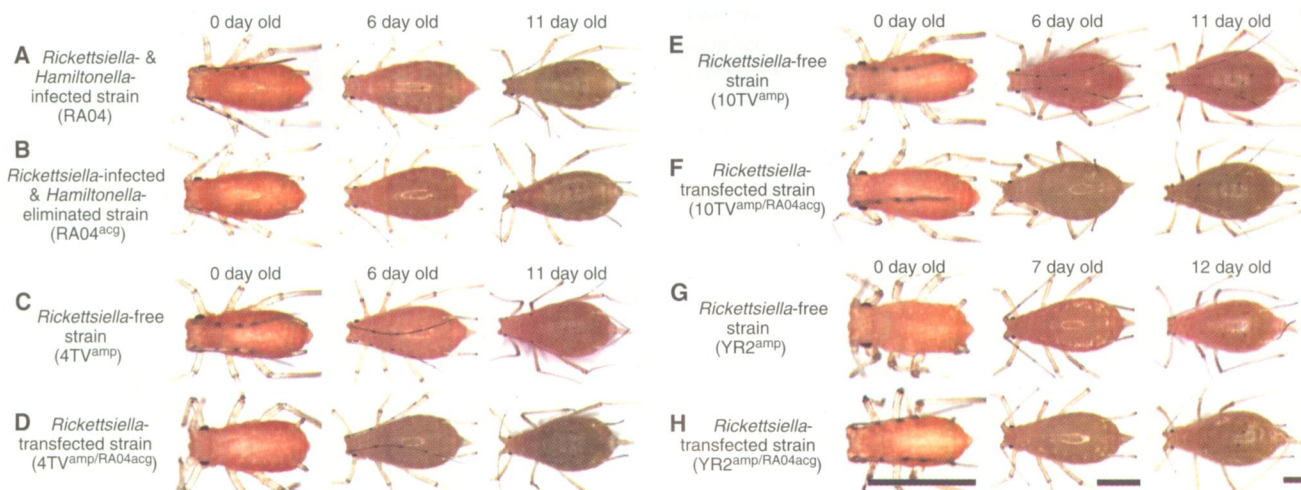 0 day old 6 day old 11 day old
A Rickettsiella- &
Hamiltonella-
infected strain
(RA04)
B
Rickettsiella-infected
& Hamiltonella-
eliminated strain
(RA04acg)
0 day old 6 day old 11 day old
C Rickettsiella-free
strain
(4TVamp)
D Rickettsiella-
transfected strain
(4TVamp/RA04acg)
0 day old 6 day old 11 day old
E Rickettsiella-free
strain
(10TVamp)
F Rickettsiella-
transfected strain
(10TVamp/RA04acg)
0 day old 7 day old 12 day old
G Rickettsiella-free
strain
(YR2amp)
H Rickettsiella-
transfected strain
(YR2amp/RA04acg)